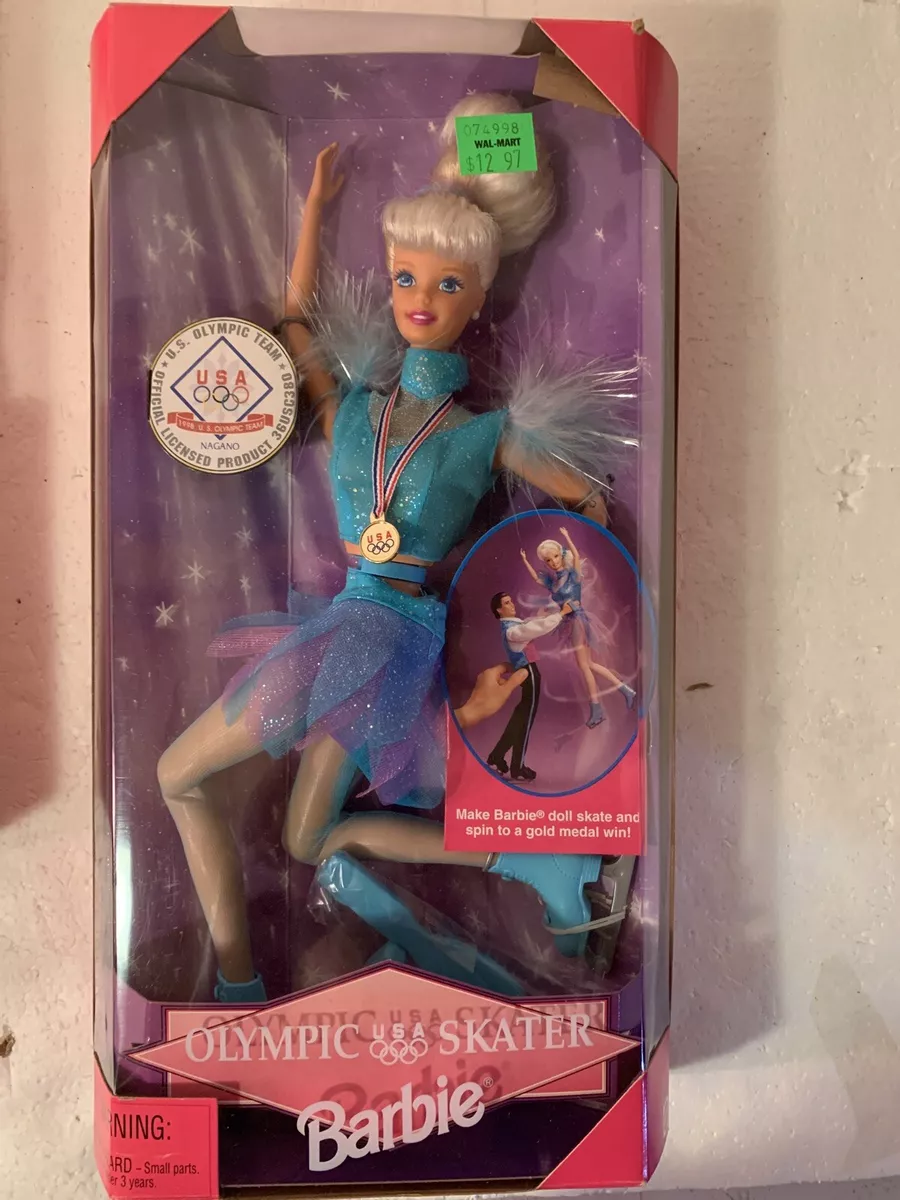 074998
WAL-MART
$12 97
★ U.S. OLYMPIC TEAM ★
OFFICIAL LICENSED PRODUCT 36USC380
USA
1998 U.S. OLYMPIC TEAM
NAGANO
USA
Make Barbie® doll skate and
spin to a gold medal win!
OLYMPIC USA SKATER
Barbie®
RNING:
ARD – Small parts.
er 3 years.